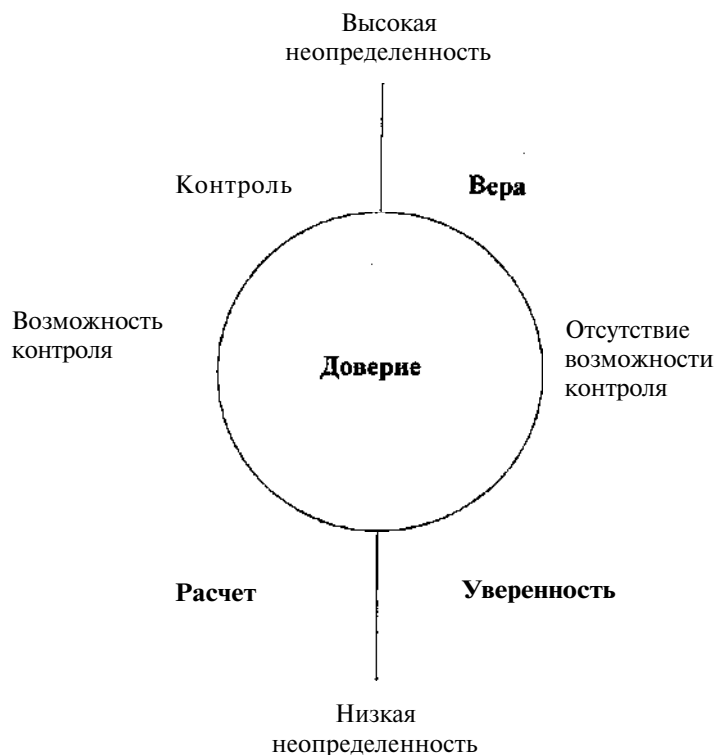 Высокая
неопределенность
Контроль
Вера
Возможность
контроля
Доверие
Отсутствие
возможности
контроля
Расчет
Уверенность
Низкая
неопределенность